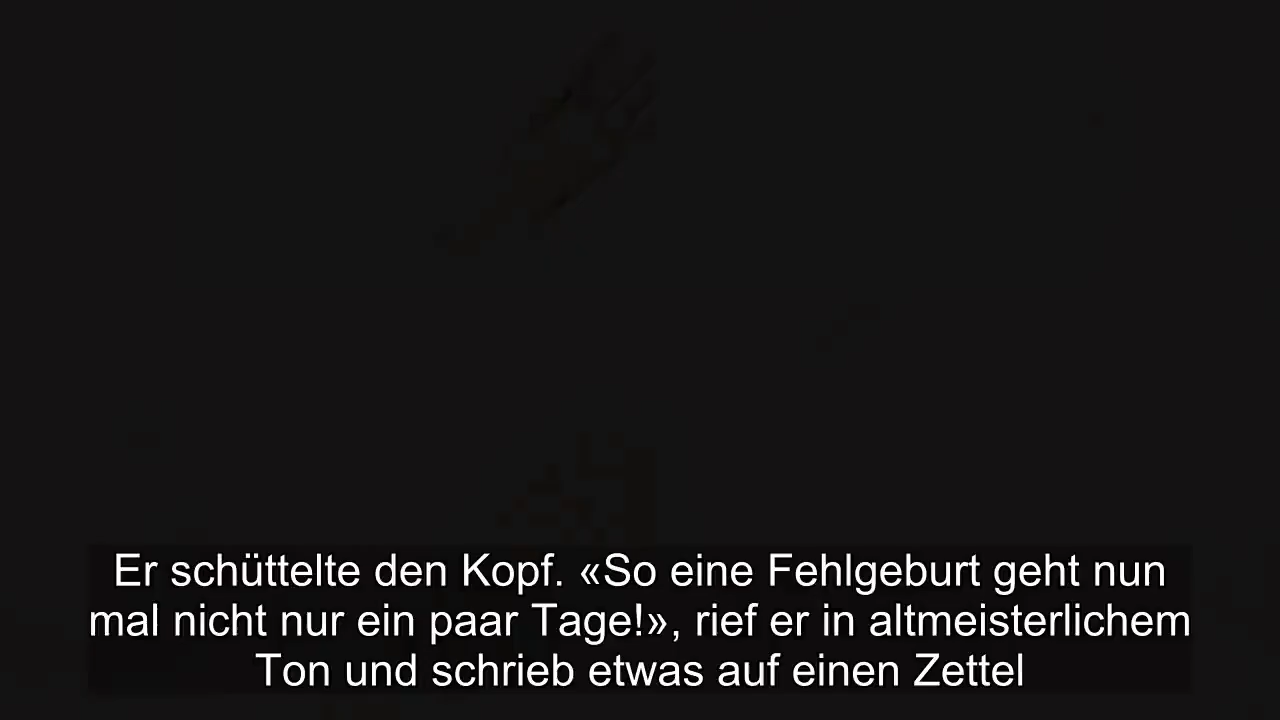 Er schüttelte den Kopf. «So eine Fehlgeburt geht nun
mal nicht nur ein paar Tage!», rief er in altmeisterlichem
Ton und schrieb etwas auf einen Zettel